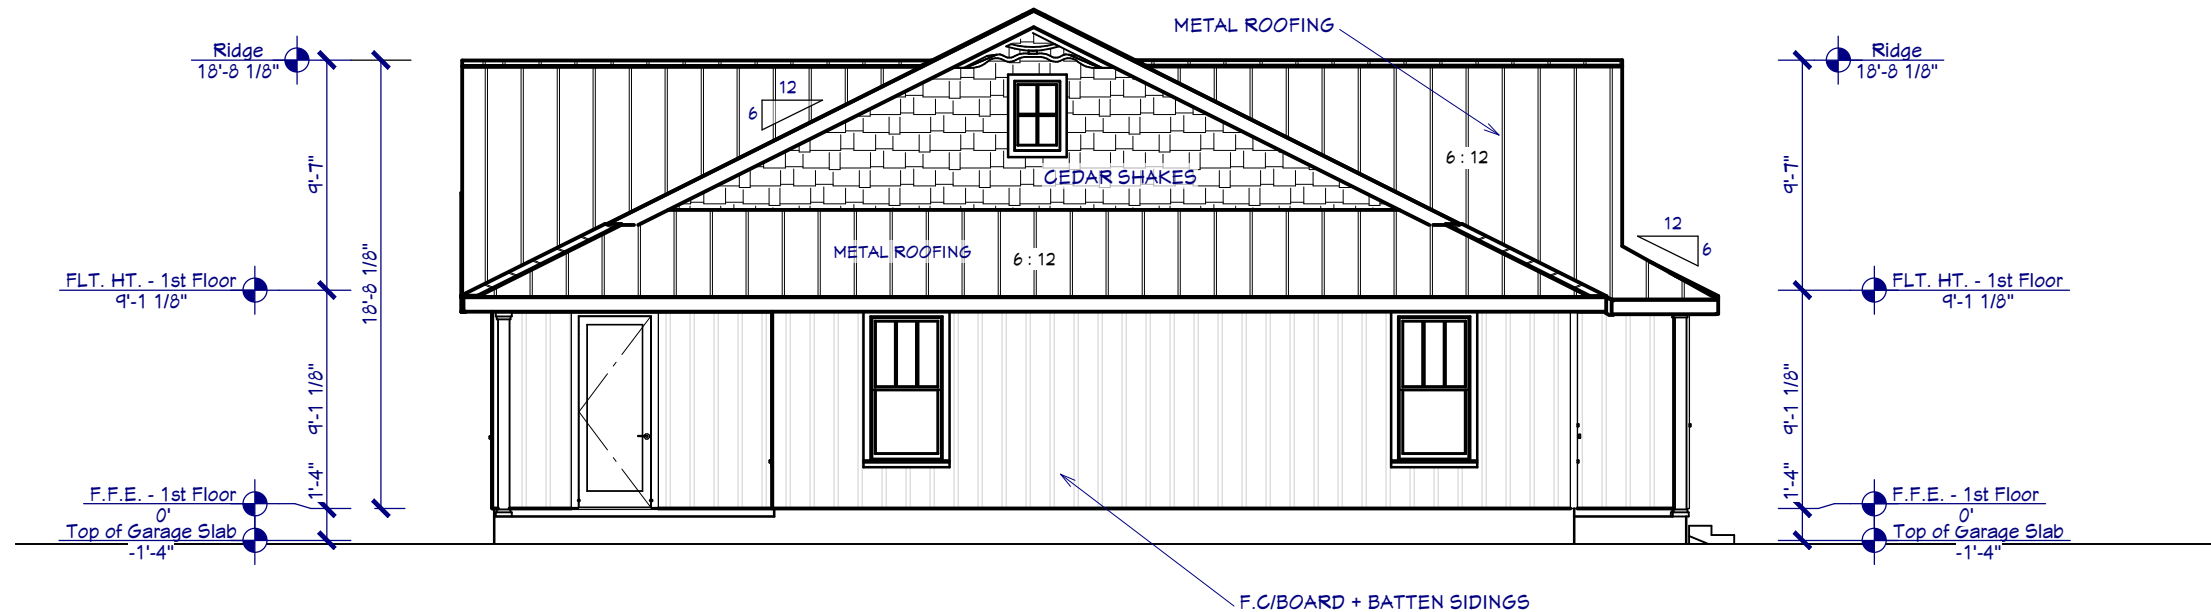 METAL ROOFING
Ridge
18'-8 1/8"
Ridge
18'-8 1/8"
12
6
9'-7"
6 : 12
9'-7"
CEDAR SHAKES
12
6
METAL ROOFING
6 : 12
18'-8 1/8"
FLT. HT. - 1st Floor
9'-1 1/8"
FLT. HT. - 1st Floor
9'-1 1/8"
9'-1 1/8"
9'-1 1/8"
1'-4"
1'-4"
F.F.E. - 1st Floor
0'
F.F.E. - 1st Floor
0'
Top of Garage Slab
-1'-4"
Top of Garage Slab
-1'-4"
F.C/BOARD + BATTEN SIDINGS